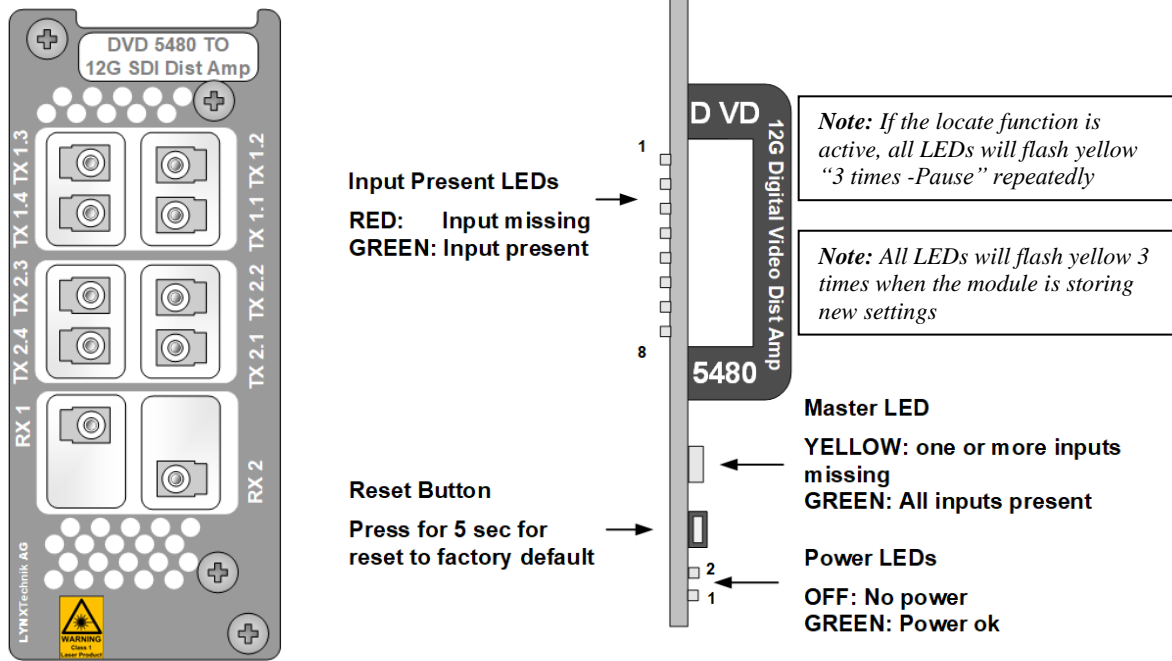 DVD 5480 TO
12G SDI Dist Amp
TX 1.3
TX 1.2
TX 1.4
TX 1.1
TX 2.3
TX 2.2
TX 2.4
TX 2.1
RX 1
RX 2
LYNXTechnik AG
WARNING
Class 1
Laser Product
Input Present LEDs
RED: Input missing
GREEN: Input present
Reset Button
Press for 5 sec for
reset to factory default
1
8
D VD
12G Digital Video Dist Amp
5480
2
1
Note: If the locate function is
active, all LEDs will flash yellow
“3 times -Pause” repeatedly
Note: All LEDs will flash yellow 3
times when the module is storing
new settings
Master LED
YELLOW: one or more inputs
missing
GREEN: All inputs present
Power LEDs
OFF: No power
GREEN: Power ok